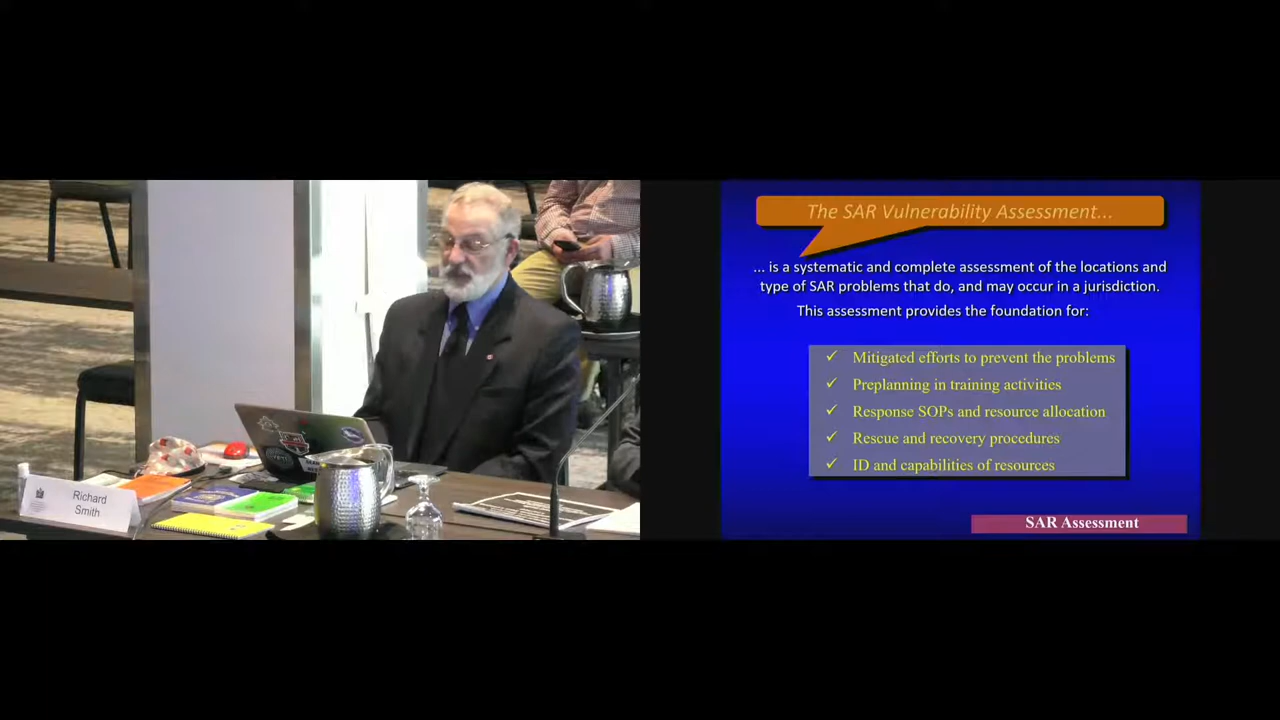 Richard
Smith
The SAR Vulnerability Assessment...
... is a systematic and complete assessment of the locations and
type of SAR problems that do, and may occur in a jurisdiction.
This assessment provides the foundation for:
✓ Mitigated efforts to prevent the problems
✓ Preplanning in training activities
✓ Response SOPs and resource allocation
✓ Rescue and recovery procedures
✓ ID and capabilities of resources
SAR Assessment